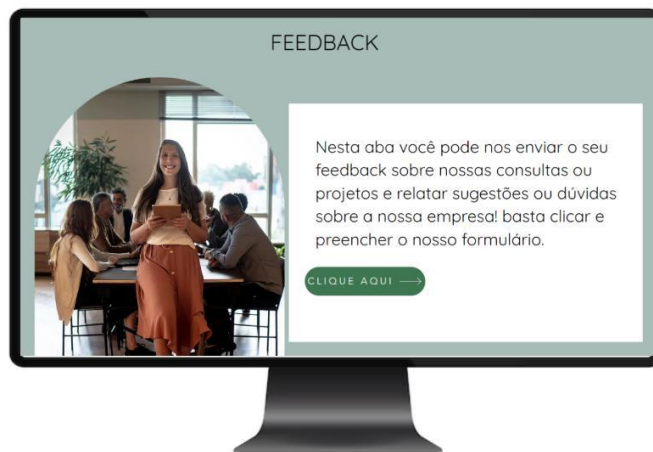 FEEDBACK
Nesta aba você pode nos enviar o seu
feedback sobre nossas consultas ou
projetos e relatar sugestões ou dúvidas
sobre a nossa empresa! basta clicar e
preencher o nosso formulário.
CLIQUE AQUI